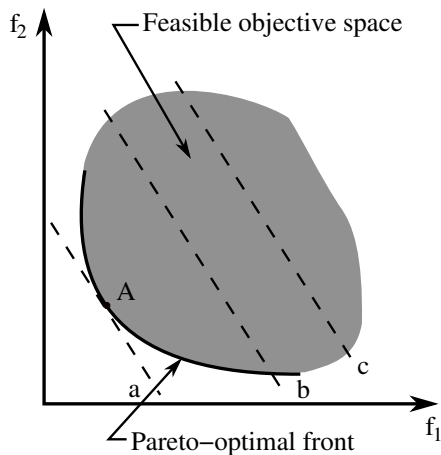 f2
Feasible objective space
A
a
b
c
f1
Pareto−optimal front